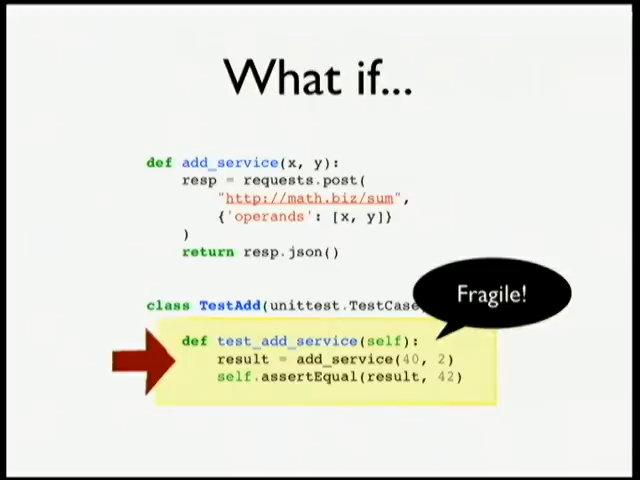 What if...
def add_service(x, y):
    resp = requests.post(
        "http://math.biz/sum",
        {'operands': [x, y]}
    )
    return resp.json()
Fragile!
class TestAdd(unittest.TestCase
    def test_add_service(self):
        result = add_service(40, 2)
        self.assertEqual(result, 42)